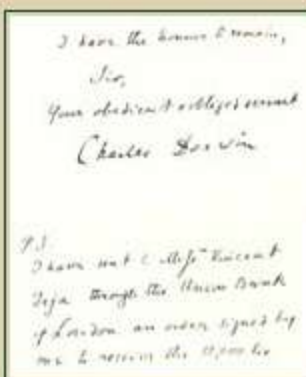 I have the honour to remain,
Sir,
Your obedient obliged servant
Charles Darwin
P.S.
I have sent to Messrs Vincent
through the Union Bank
of London an order signed by
me to receive the